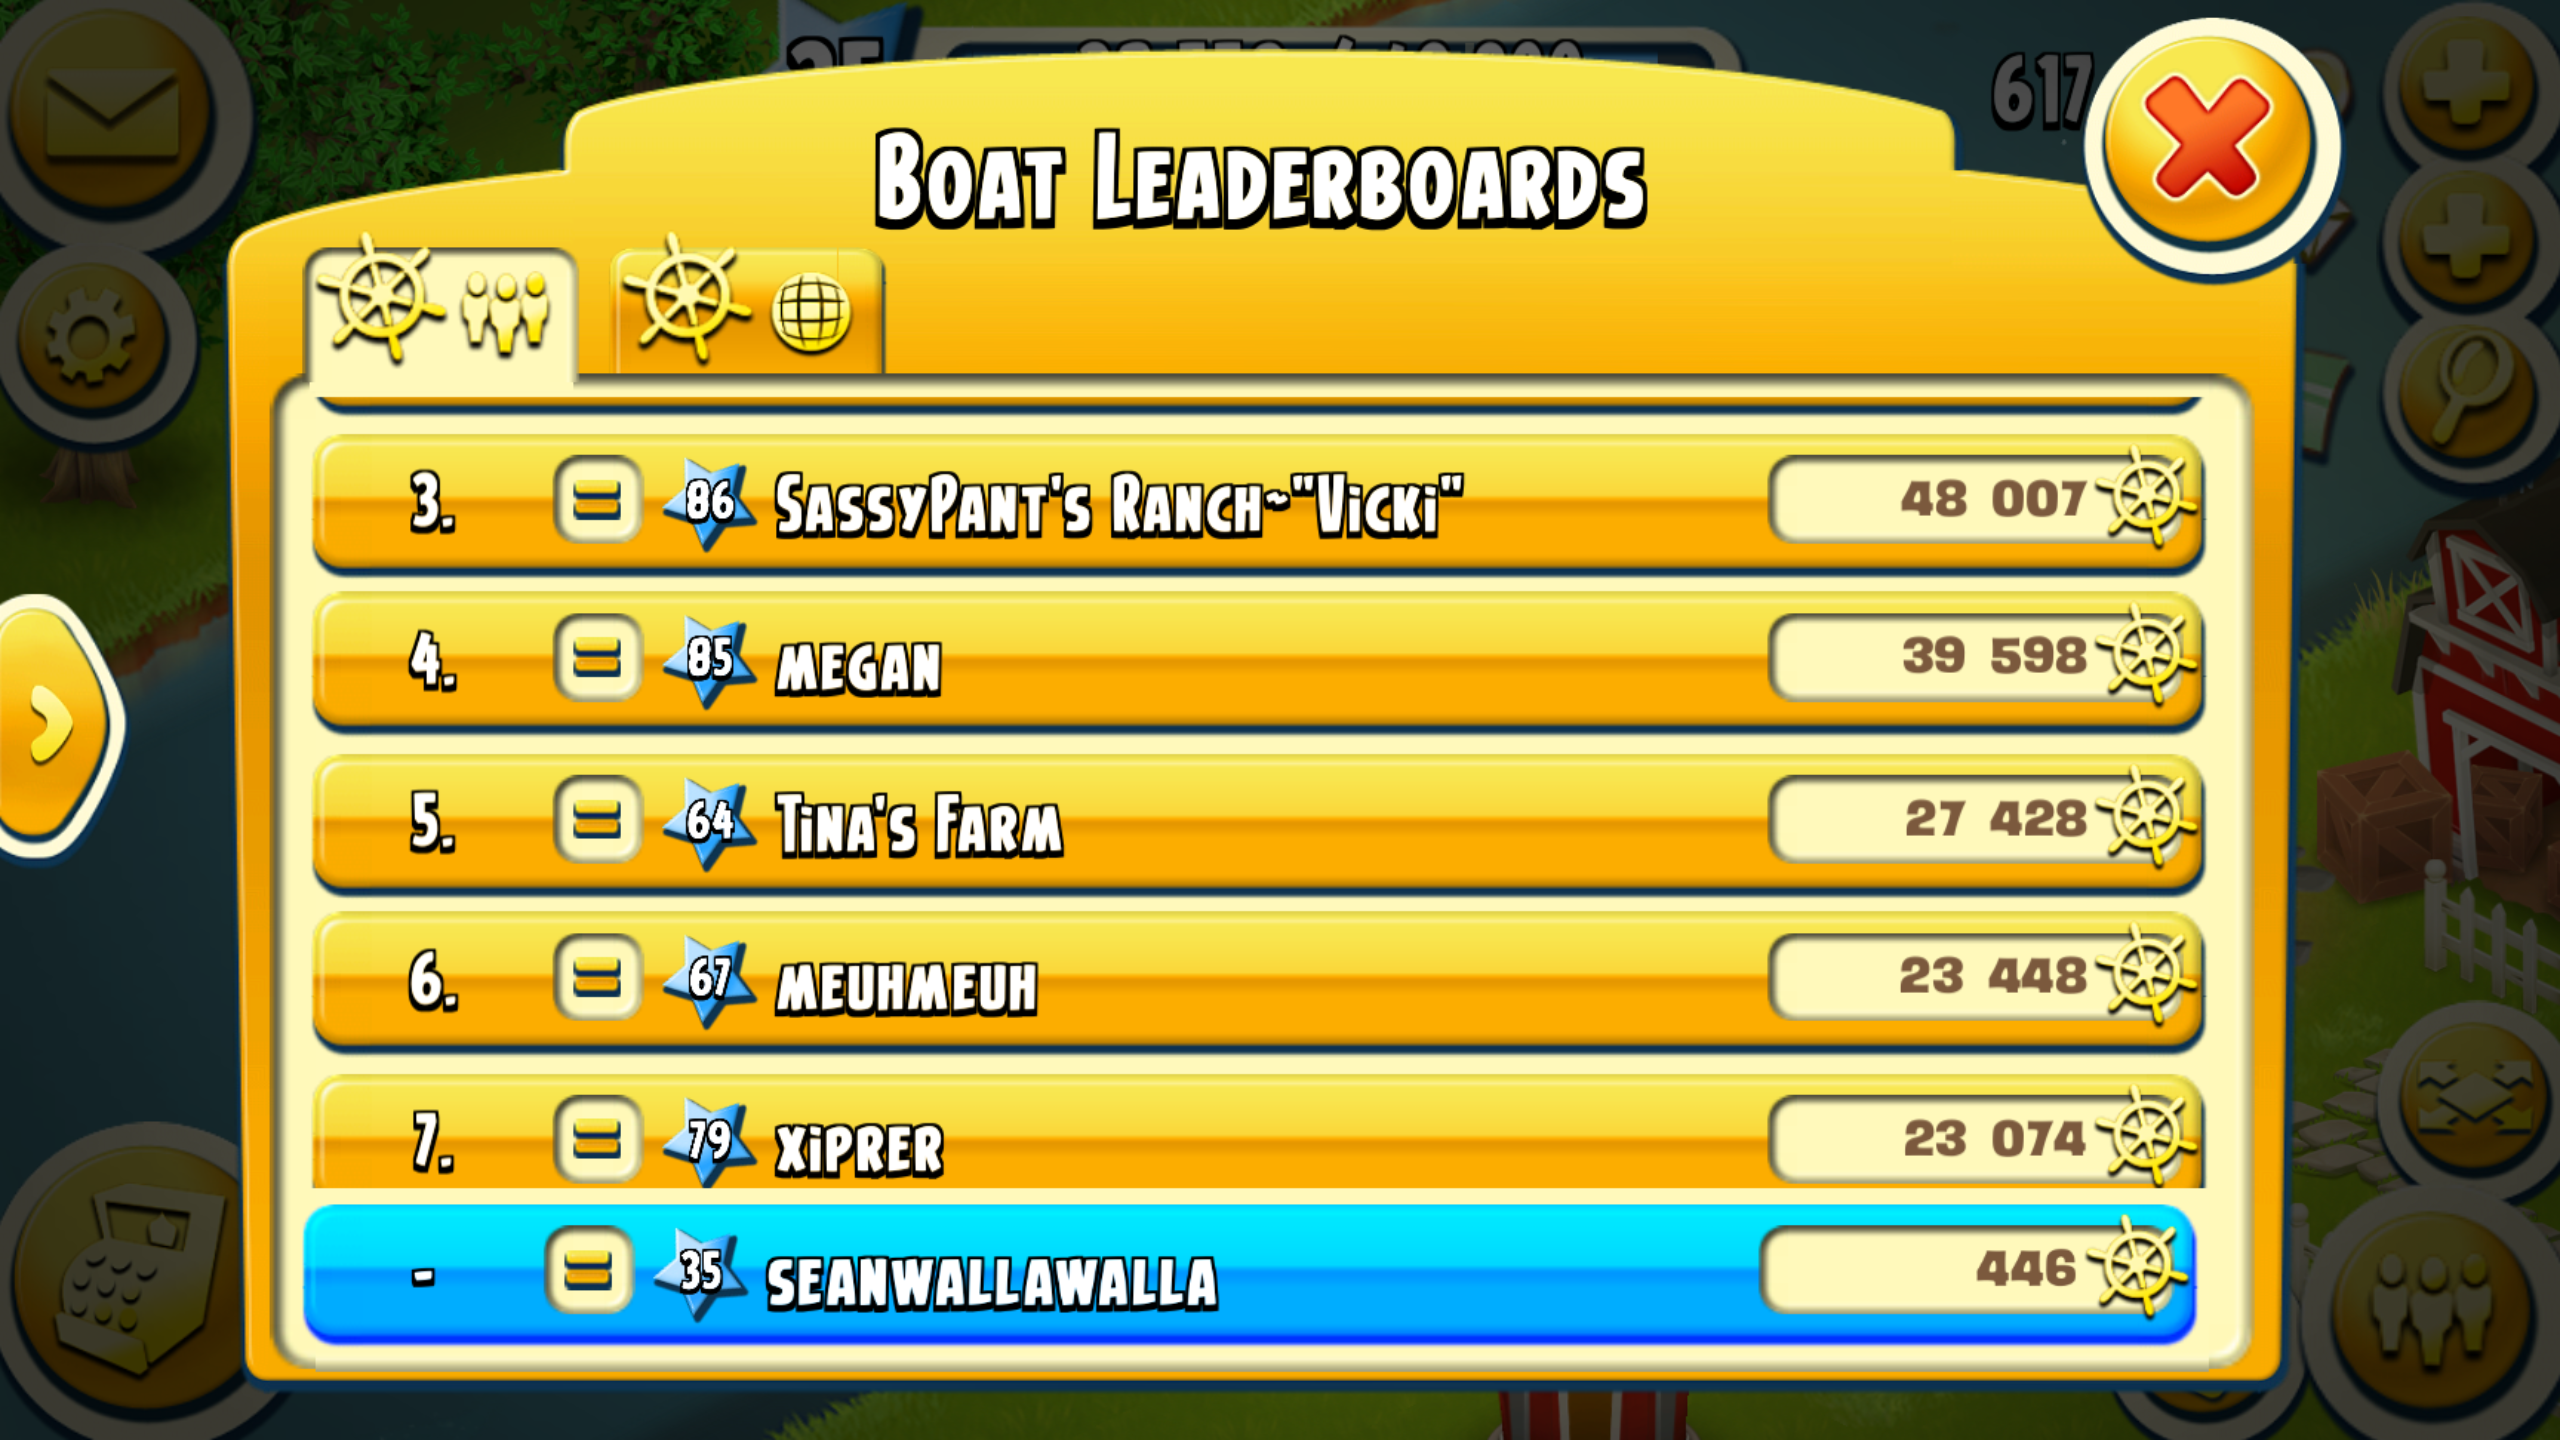 617
Boat Leaderboards
3. = 86 SassyPant's Ranch~"Vicki" 48 007
4. = 85 MEGAN 39 598
5. = 64 Tina's Farm 27 428
6. = 67 MEUHMEUH 23 448
7. = 79 XiPRER 23 074
- = 35 SEANWALLAWALLA 446